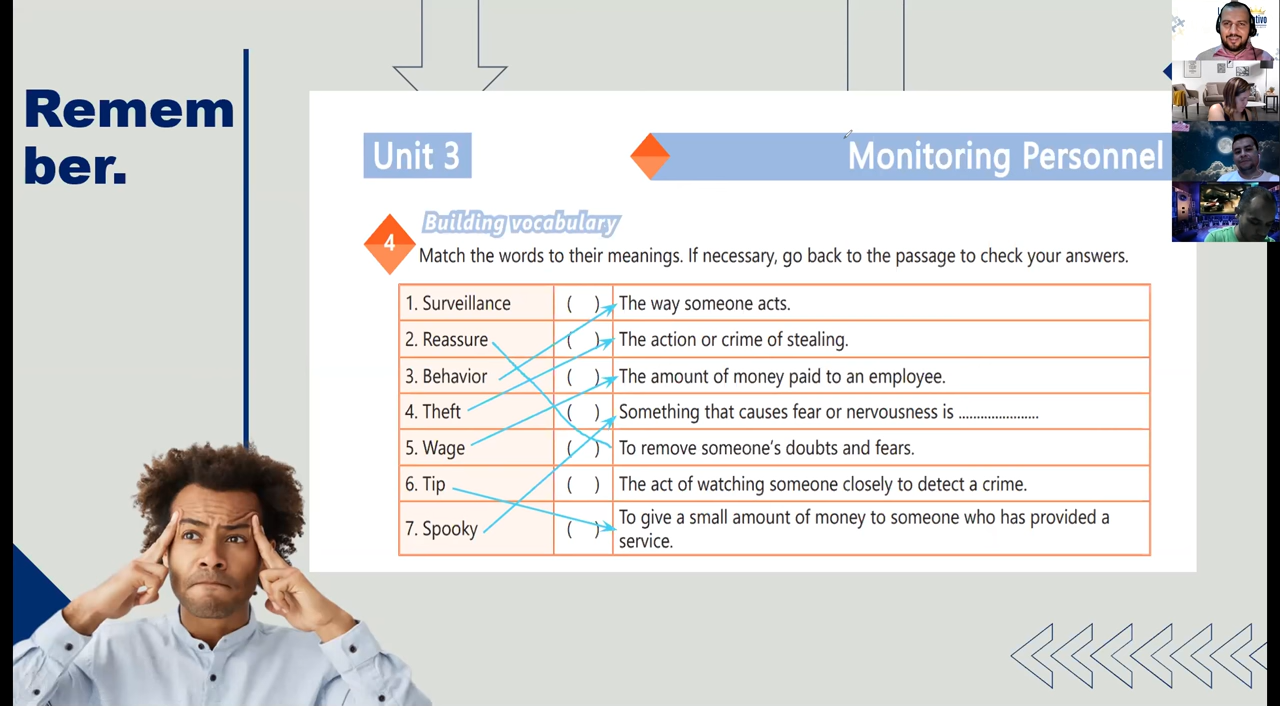 Remem
ber.
Unit 3
Monitoring Personnel
4
Building vocabulary
Match the words to their meanings. If necessary, go back to the passage to check your answers.
1. Surveillance ( ) The way someone acts.
2. Reassure ( ) The action or crime of stealing.
3. Behavior ( ) The amount of money paid to an employee.
4. Theft ( ) Something that causes fear or nervousness is ......................
5. Wage ( ) To remove someone's doubts and fears.
6. Tip ( ) The act of watching someone closely to detect a crime.
7. Spooky ( ) To give a small amount of money to someone who has provided a
service.